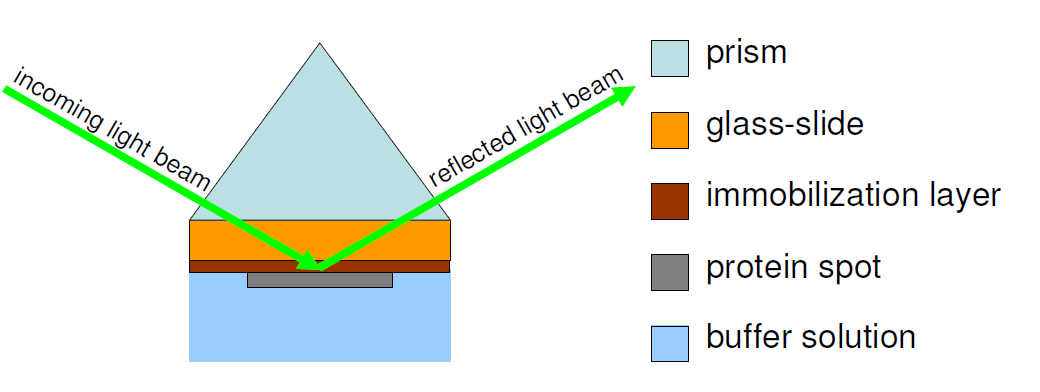 incoming light beam
reflected light beam
prism
glass-slide
immobilization layer
protein spot
buffer solution